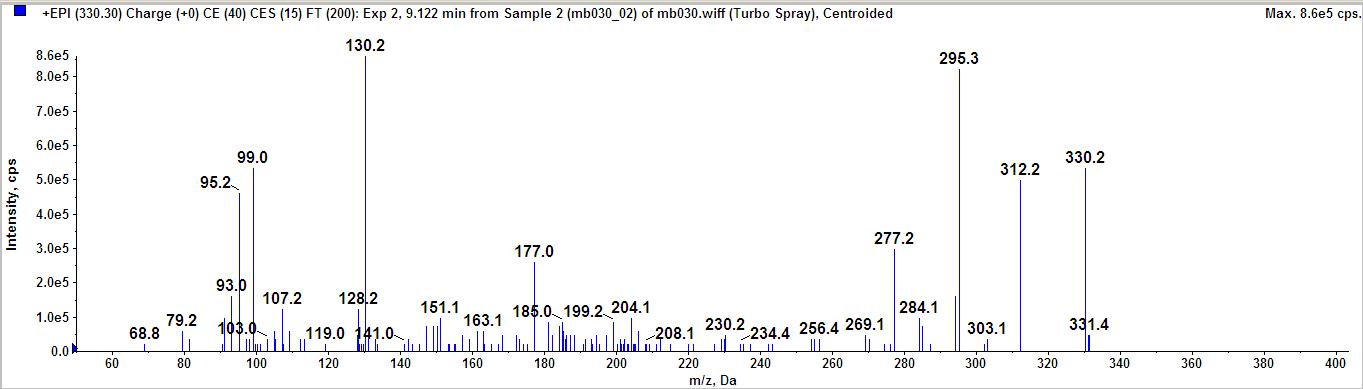 +EPI (330.30) Charge (+0) CE (40) CES (15) FT (200): Exp 2, 9.122 min from Sample 2 (mb030_02) of mb030.wiff (Turbo Spray), Centroided
Max. 8.6e5 cps.
Intensity, cps
8.6e5
8.0e5
7.0e5
6.0e5
5.0e5
4.0e5
3.0e5
2.0e5
1.0e5
0.0
130.2
295.3
99.0
330.2
95.2
312.2
277.2
177.0
93.0
107.2
128.2
151.1
185.0
199.2
204.1
284.1
79.2
68.8
103.0
119.0
141.0
163.1
208.1
230.2
234.4
256.4
269.1
303.1
331.4
60 80 100 120 140 160 180 200 220 240 260 280 300 320 340 360 380 400
m/z, Da